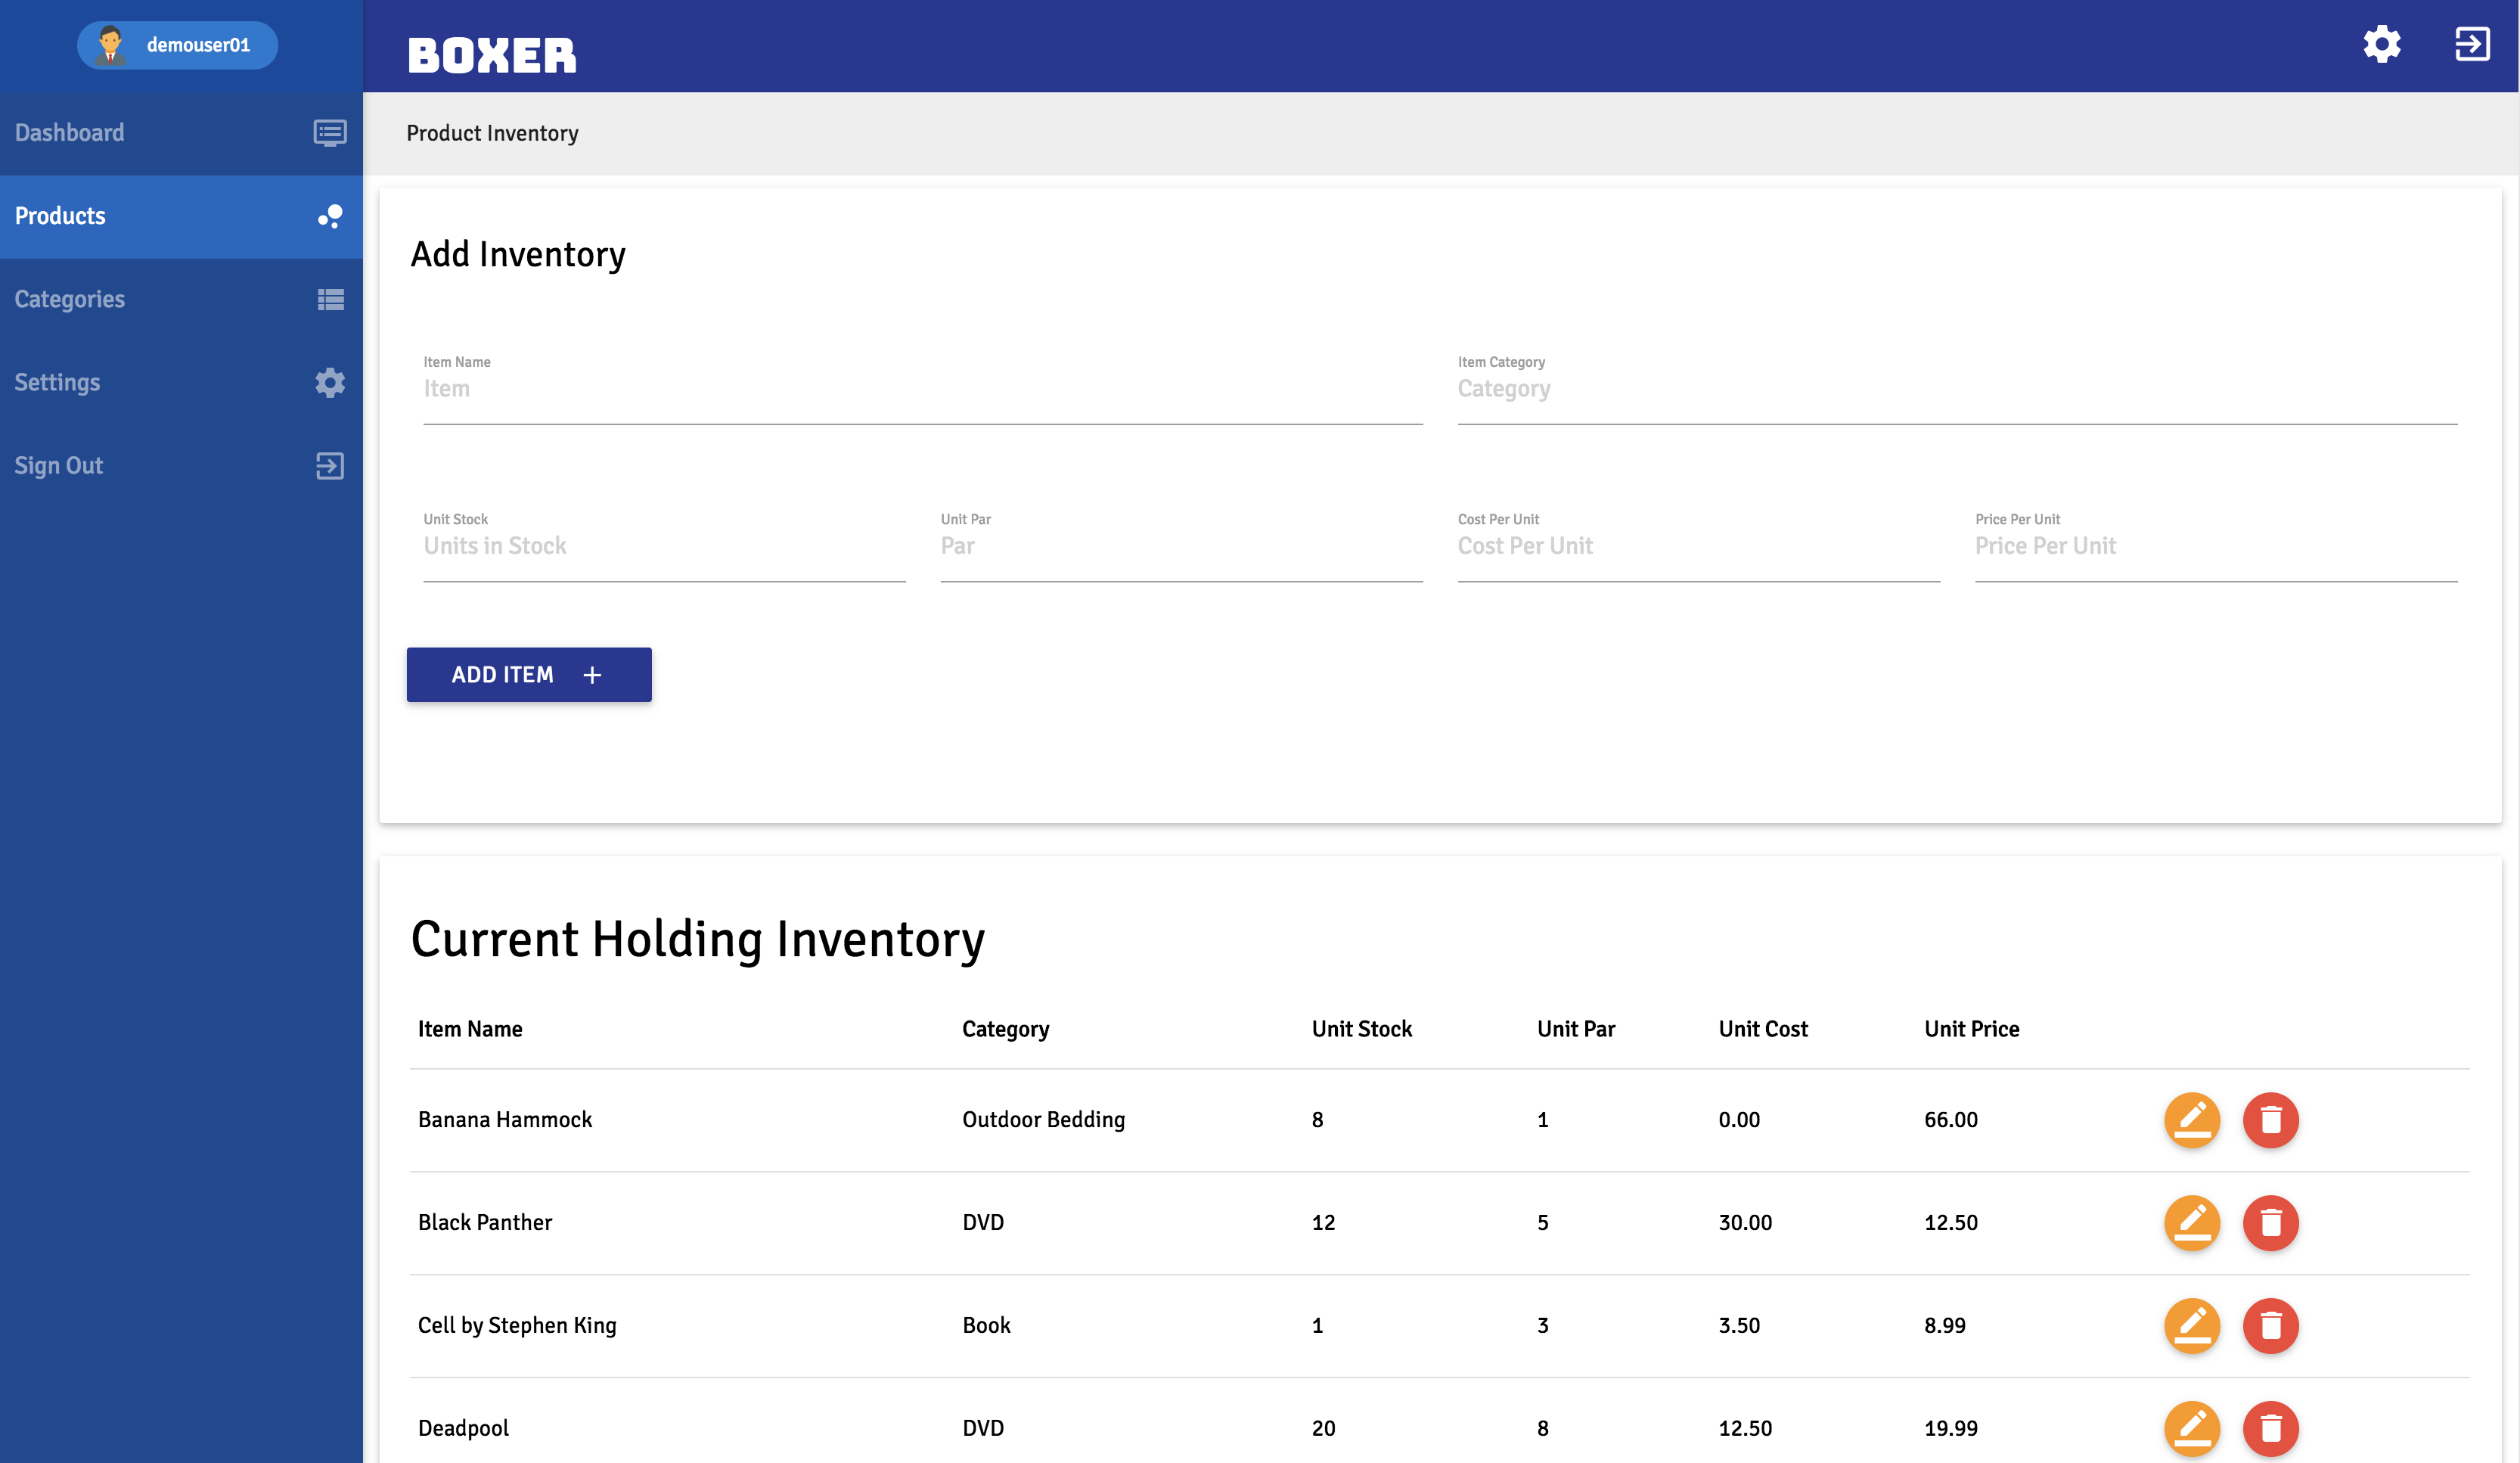 demouser01
BOXER
Dashboard
Products
Categories
Settings
Sign Out
Product Inventory
Add Inventory
Item Name
Item
Item Category
Category
Unit Stock
Units in Stock
Unit Par
Par
Cost Per Unit
Cost Per Unit
Price Per Unit
Price Per Unit
ADD ITEM +
Current Holding Inventory
Item Name Category Unit Stock Unit Par Unit Cost Unit Price
Banana Hammock Outdoor Bedding 8 1 0.00 66.00
Black Panther DVD 12 5 30.00 12.50
Cell by Stephen King Book 1 3 3.50 8.99
Deadpool DVD 20 8 12.50 19.99